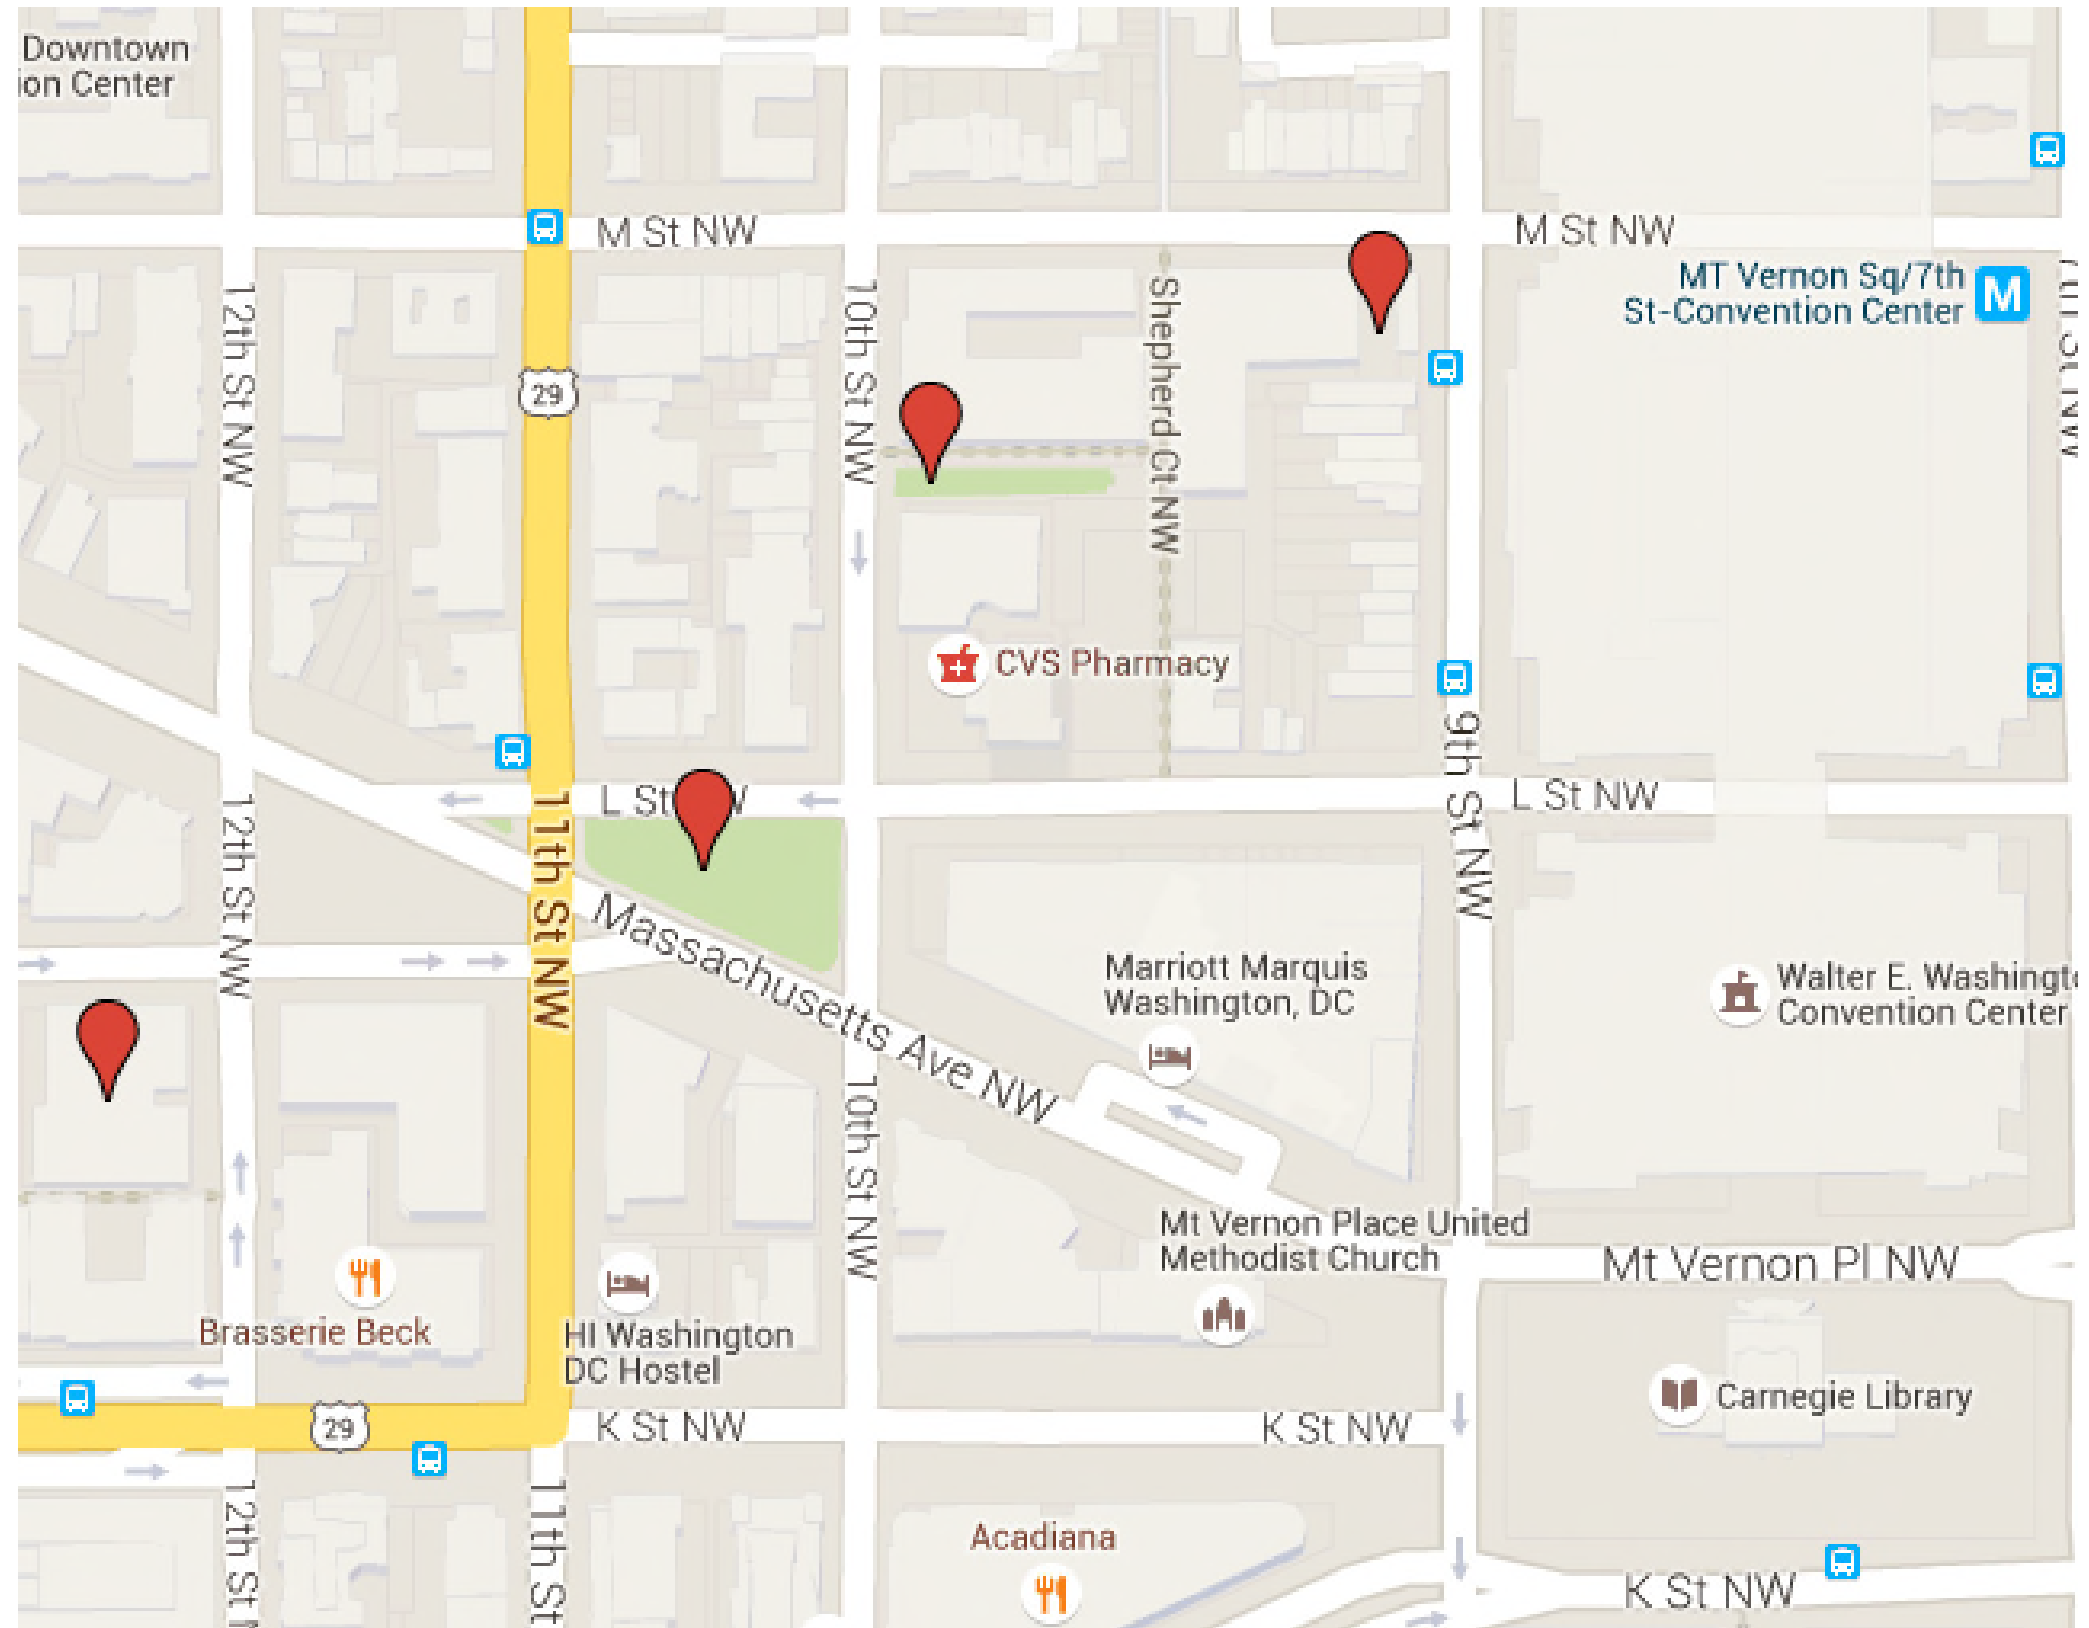 Downtown
ion Center
M St NW
M St NW
MT Vernon Sq/7th
St-Convention Center
M
12th St NW
29
10th St NW
Shepherd Ct NW
7th St NW
CVS Pharmacy
L St
L St NW
9th St NW
12th St NW
11th St NW
Massachusetts Ave NW
Marriott Marquis
Washington, DC
Walter E. Washingto
Convention Center
10th St NW
Mt Vernon Place United
Methodist Church
Mt Vernon Pl NW
Brasserie Beck
HI Washington
DC Hostel
Carnegie Library
29
K St NW
K St NW
12th St N
11th St
Acadiana
K St NW